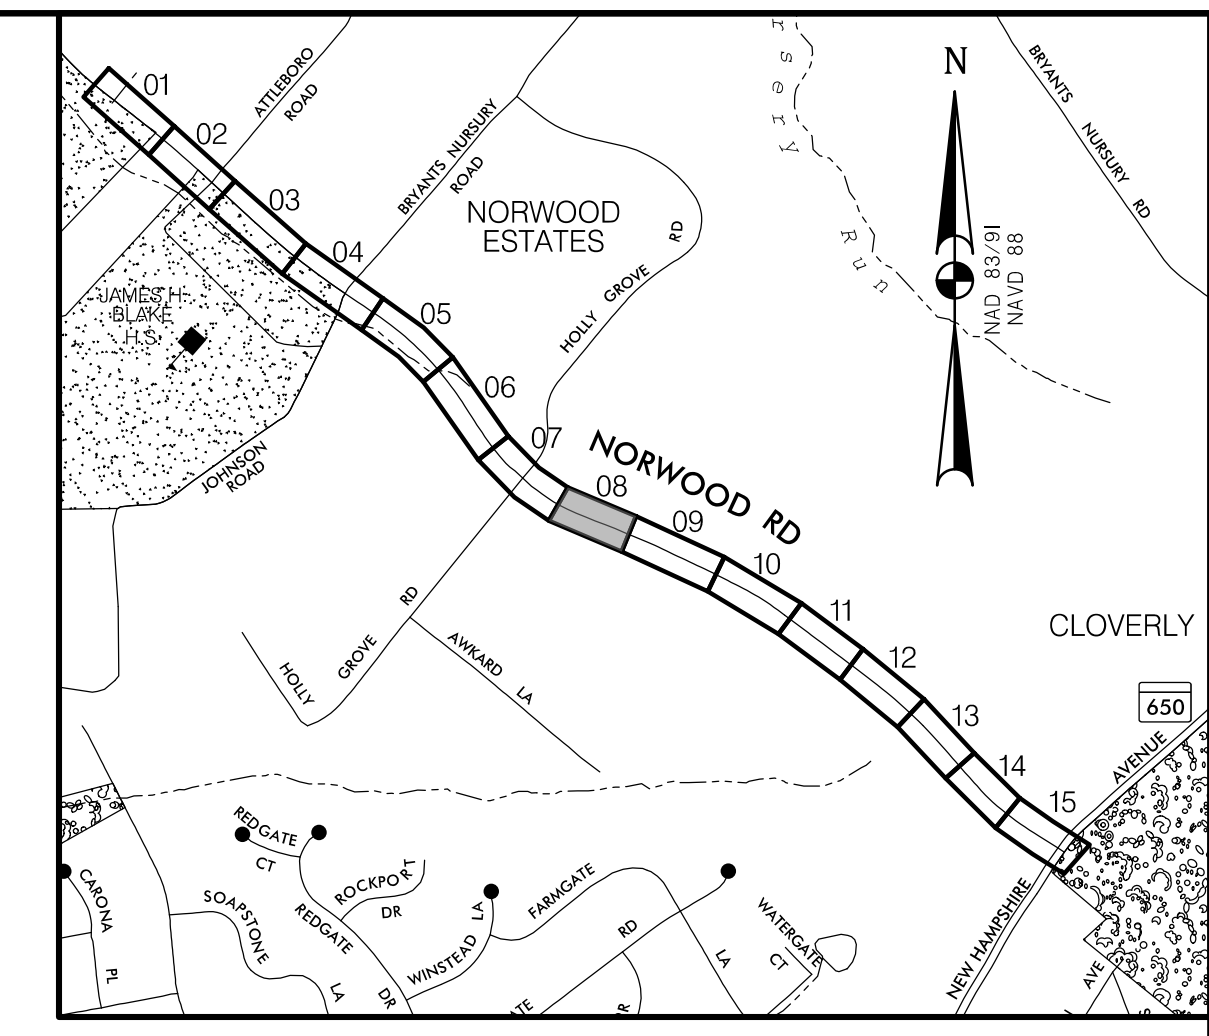 01
02
03
04
05
06
07
08
09
10
11
12
13
14
15
ATTLEBORO
ROAD
BRYANTS NURSURY
ROAD
NORWOOD
ESTATES
HOLLY GROVE RD
rsery
Run
N
NAD 83/91
NAVD 88
BRYANTS NURSURY RD
JAMES H.
BLAKE
H.S.
JOHNSON
ROAD
NORWOOD RD
HOLLY GROVE RD
AWKARD LA
CLOVERLY
650
NEW HAMPSHIRE AVENUE
REDGATE
CT
ROCKPORT
DR
CARONA PL
SOAPSTONE LA
REDGATE DR
WINSTEAD LA
FARMGATE LA
RD
WATERGATE
CT
AVE
ATE